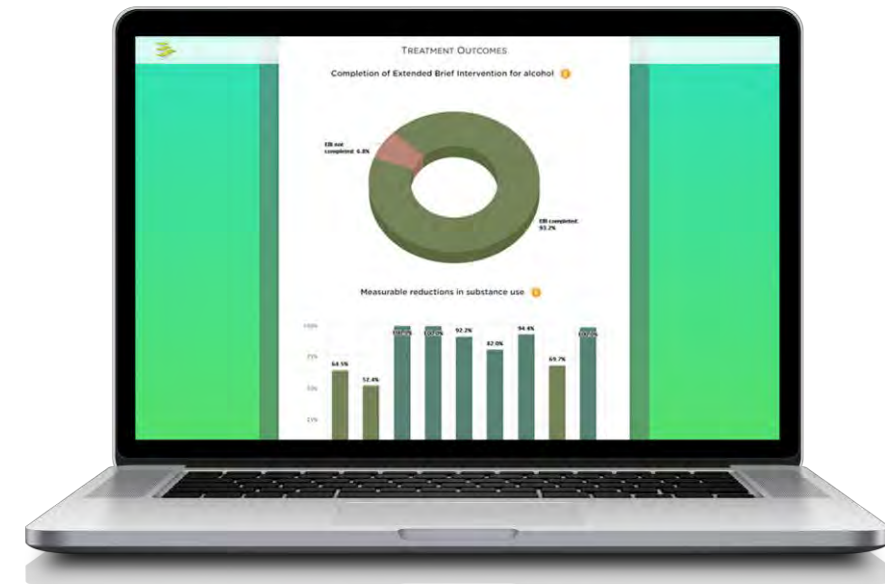 TREATMENT OUTCOMES
Completion of Extended Brief Intervention for alcohol
EBI not
completed: 6.8%
EBI completed:
93.2%
Measurable reductions in substance use
100%
75%
50%
25%
64.5%
52.4%
92.2%
82.0%
94.4%
69.7%